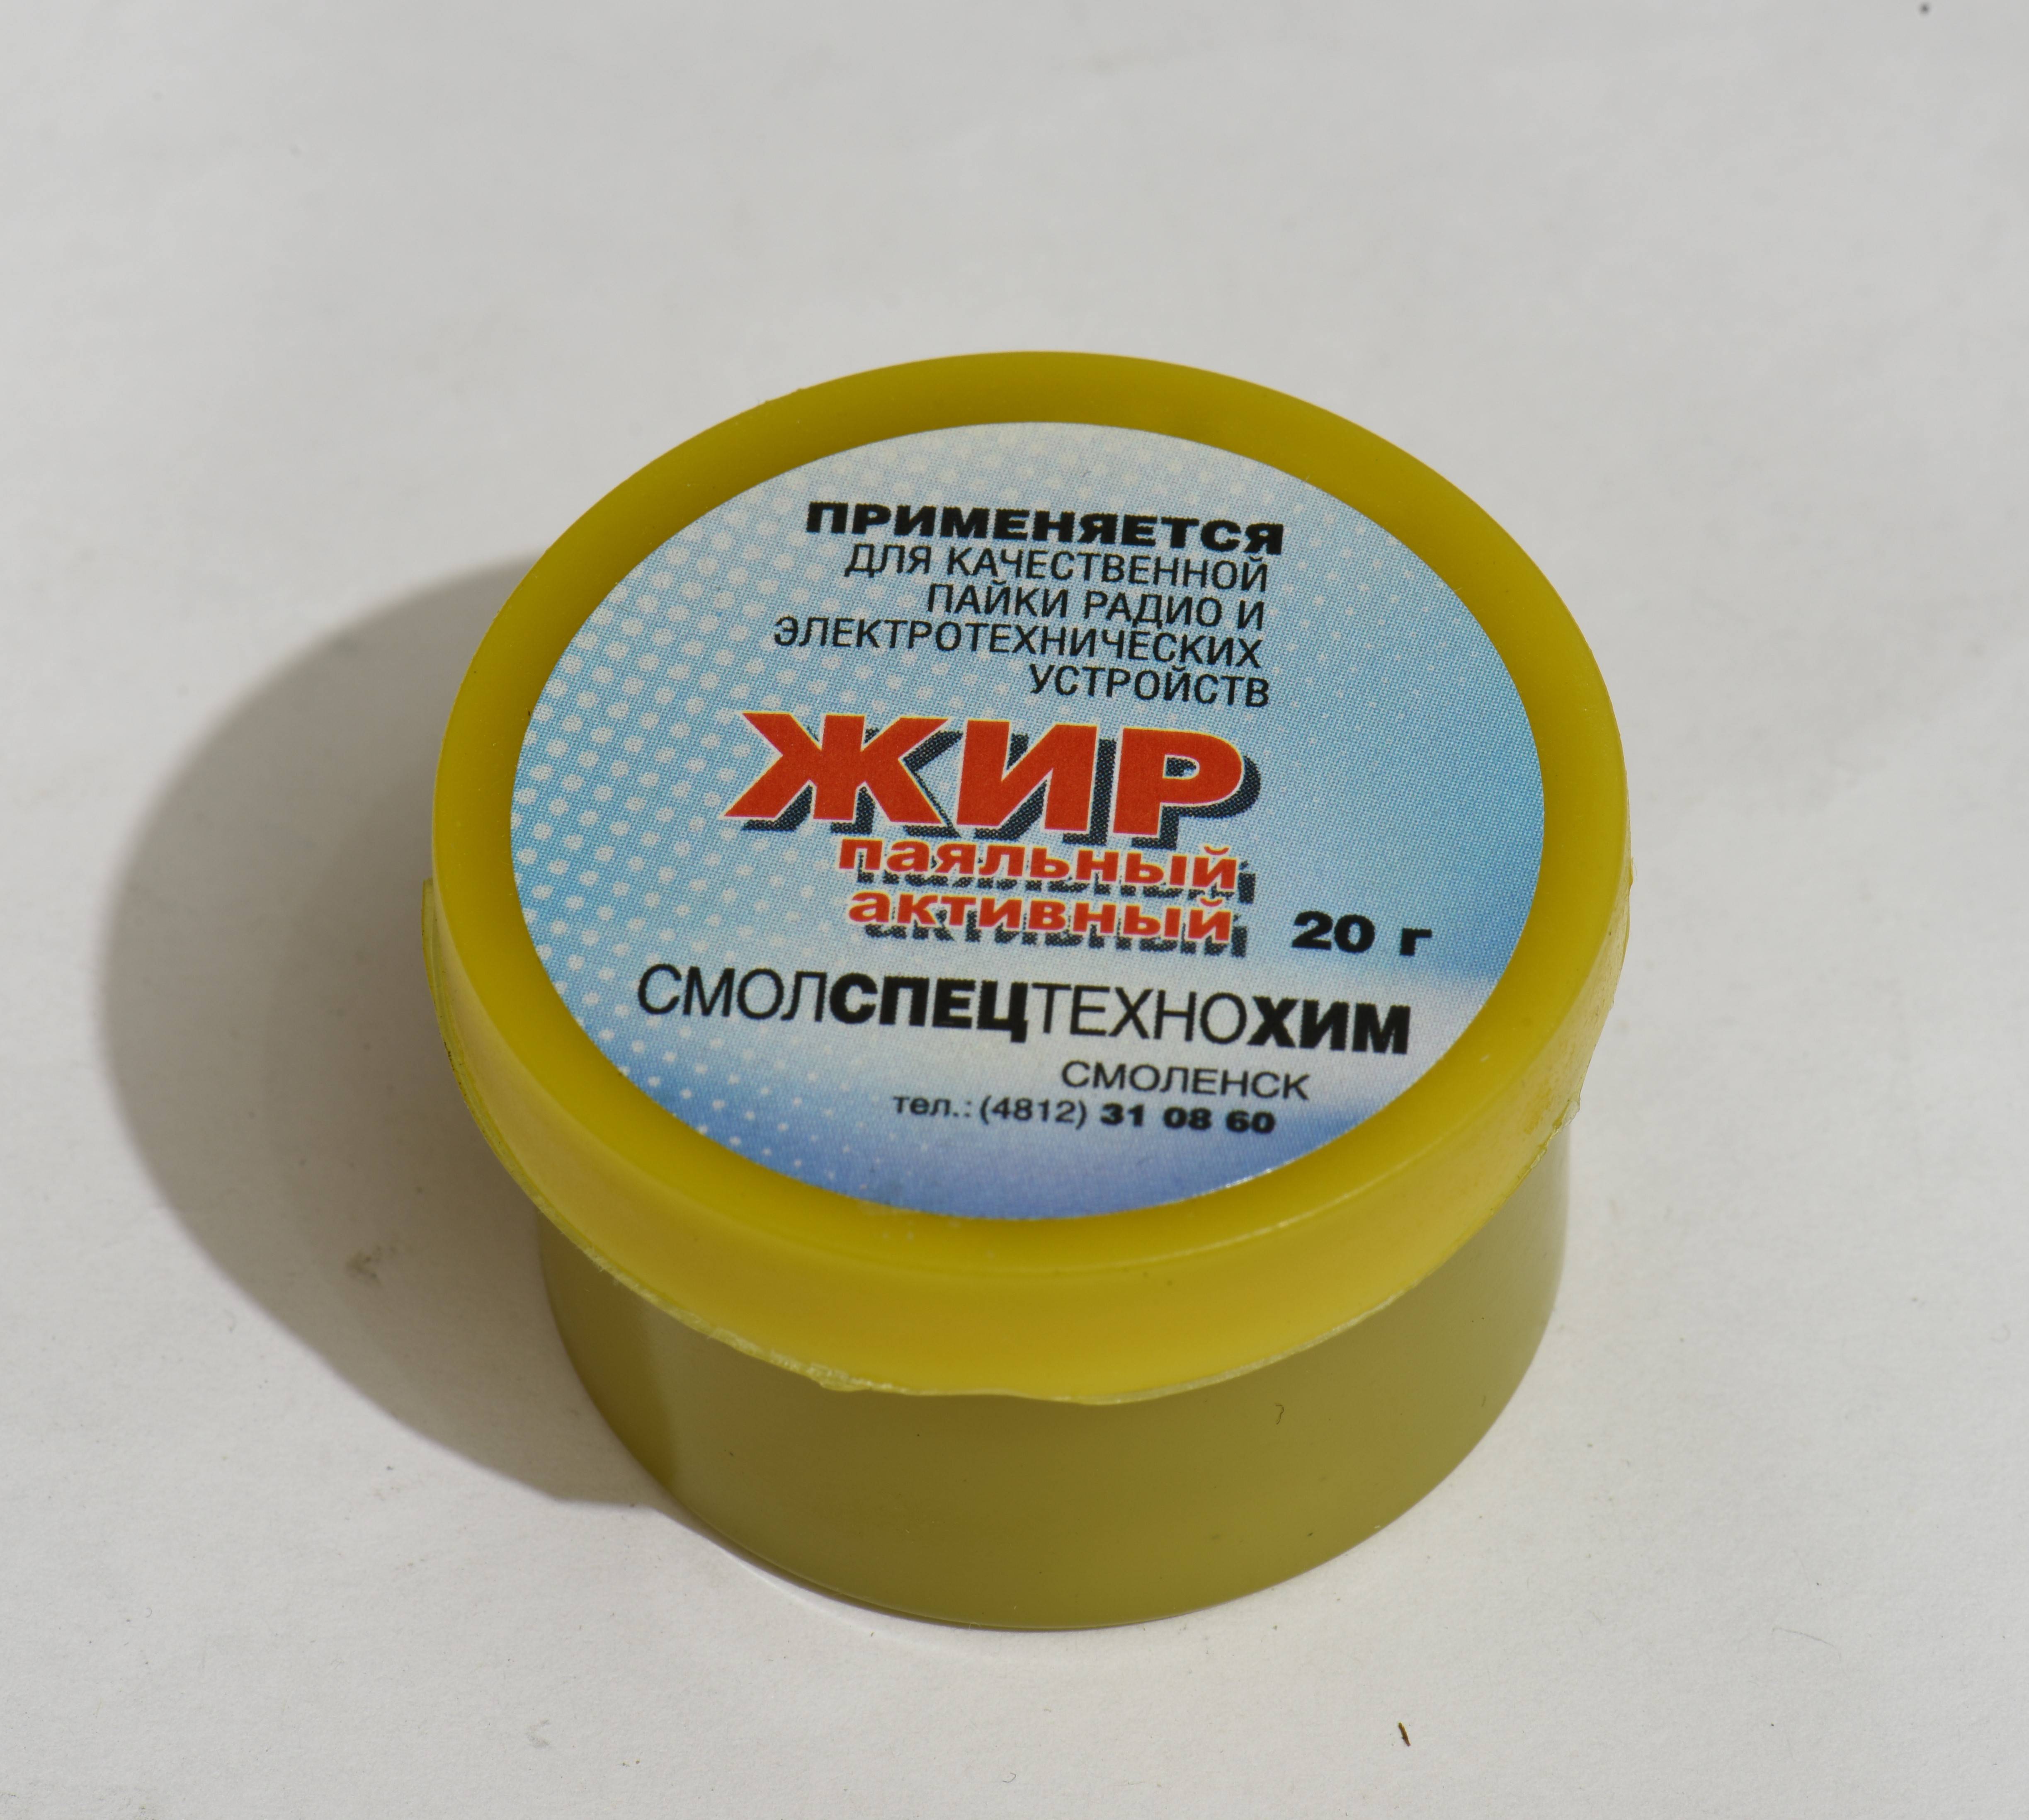 ПРИМЕНЯЕТСЯ
ДЛЯ КАЧЕСТВЕННОЙ
ПАЙКИ РАДИО И
ЭЛЕКТРОТЕХНИЧЕСКИХ
УСТРОЙСТВ
ЖИР
паяльный
активный 20 г
СМОЛСПЕЦТЕХНОХИМ
СМОЛЕНСК
тел.: (4812) 31 08 60